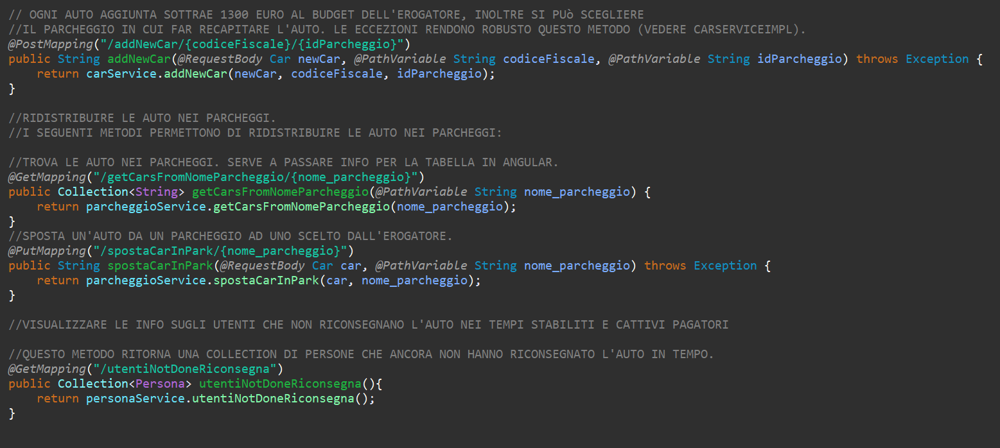 // OGNI AUTO AGGIUNTA SOTTRAE 1300 EURO AL BUDGET DELL'EROGATORE, INOLTRE SI PUò SCEGLIERE
//IL PARCHEGGIO IN CUI FAR RECAPITARE L'AUTO. LE ECCEZIONI RENDONO ROBUSTO QUESTO METODO (VEDERE CARSERVICEIMPL).
@PostMapping("/addNewCar/{codiceFiscale}/{idParcheggio}")
public String addNewCar(@RequestBody Car newCar, @PathVariable String codiceFiscale, @PathVariable String idParcheggio) throws Exception {
    return carService.addNewCar(newCar, codiceFiscale, idParcheggio);
}

//RIDISTRIBUIRE LE AUTO NEI PARCHEGGI.
//I SEGUENTI METODI PERMETTONO DI RIDISTRIBUIRE LE AUTO NEI PARCHEGGI:

//TROVA LE AUTO NEI PARCHEGGI. SERVE A PASSARE INFO PER LA TABELLA IN ANGULAR.
@GetMapping("/getCarsFromNomeParcheggio/{nome_parcheggio}")
public Collection<String> getCarsFromNomeParcheggio(@PathVariable String nome_parcheggio) {
    return parcheggioService.getCarsFromNomeParcheggio(nome_parcheggio);
}
//SPOSTA UN'AUTO DA UN PARCHEGGIO AD UNO SCELTO DALL'EROGATORE.
@PutMapping("/spostaCarInPark/{nome_parcheggio}")
public String spostaCarInPark(@RequestBody Car car, @PathVariable String nome_parcheggio) throws Exception {
    return parcheggioService.spostaCarInPark(car, nome_parcheggio);
}

//VISUALIZZARE LE INFO SUGLI UTENTI CHE NON RICONSEGNANO L'AUTO NEI TEMPI STABILITI E CATTIVI PAGATORI

//QUESTO METODO RITORNA UNA COLLECTION DI PERSONE CHE ANCORA NON HANNO RICONSEGNATO L'AUTO IN TEMPO.
@GetMapping("/utentiNotDoneRiconsegna")
public Collection<Persona> utentiNotDoneRiconsegna(){
    return personaService.utentiNotDoneRiconsegna();
}